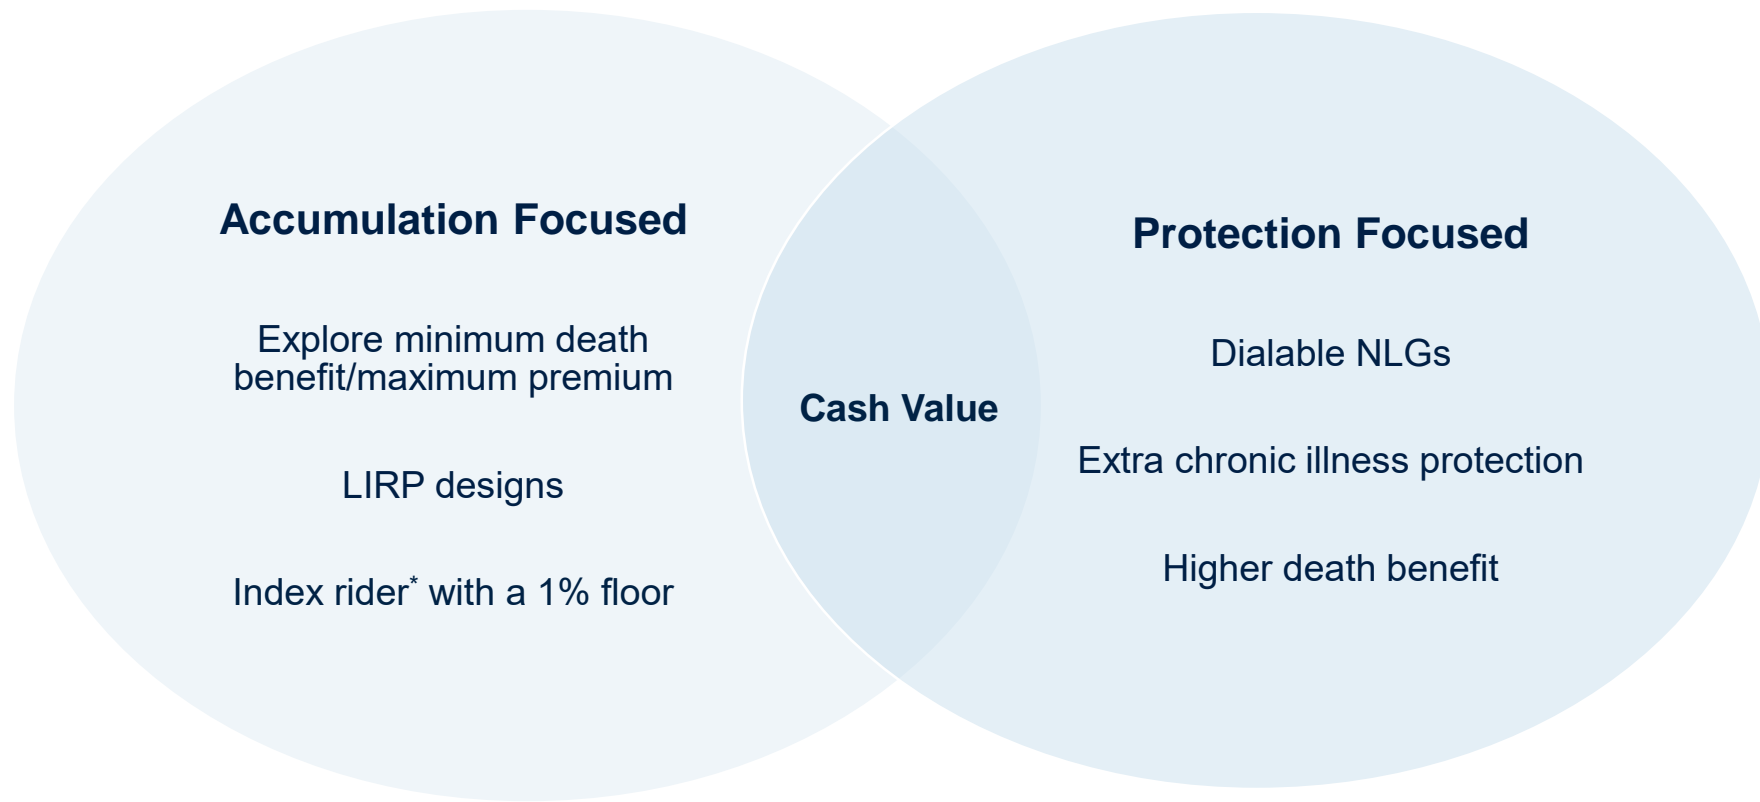 Accumulation Focused
Explore minimum death
benefit/maximum premium
LIRP designs
Index rider* with a 1% floor
Cash Value
Protection Focused
Dialable NLGs
Extra chronic illness protection
Higher death benefit